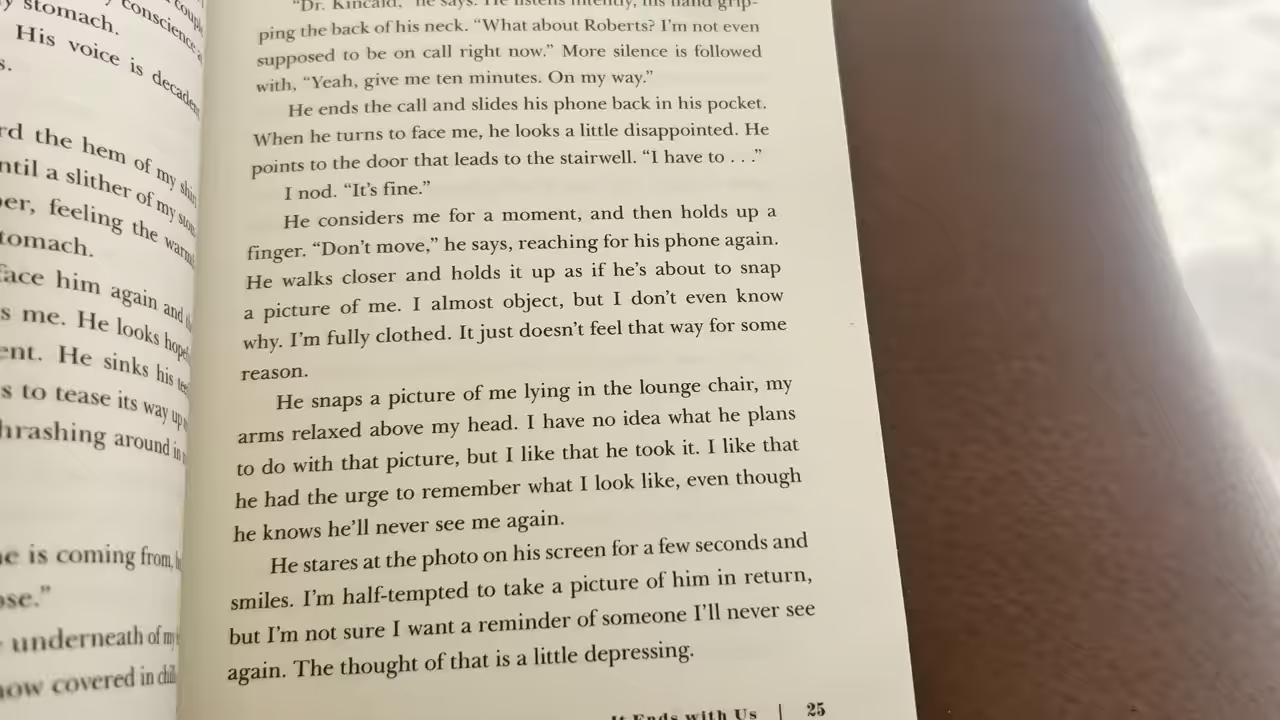 stomach.
conscience
His voice is
rd the hem of my
ntil a slither of my
er, feeling the
tomach.
face him again and
s me. He looks
ent. He sinks his
s to tease its way up
hrashing around in
e is coming from,
ose.”
underneath of my
now covered in
“Dr. Kincaid,” he says. He listens intently, his hand grip-
ping the back of his neck. “What about Roberts? I’m not even
supposed to be on call right now.” More silence is followed
with, “Yeah, give me ten minutes. On my way.”
He ends the call and slides his phone back in his pocket.
When he turns to face me, he looks a little disappointed. He
points to the door that leads to the stairwell. “I have to . . .”
I nod. “It’s fine.”
He considers me for a moment, and then holds up a
finger. “Don’t move,” he says, reaching for his phone again.
He walks closer and holds it up as if he’s about to snap
a picture of me. I almost object, but I don’t even know
why. I’m fully clothed. It just doesn’t feel that way for some
reason.
He snaps a picture of me lying in the lounge chair, my
arms relaxed above my head. I have no idea what he plans
to do with that picture, but I like that he took it. I like that
he had the urge to remember what I look like, even though
he knows he’ll never see me again.
He stares at the photo on his screen for a few seconds and
smiles. I’m half-tempted to take a picture of him in return,
but I’m not sure I want a reminder of someone I’ll never see
again. The thought of that is a little depressing.
It Ends with Us | 25